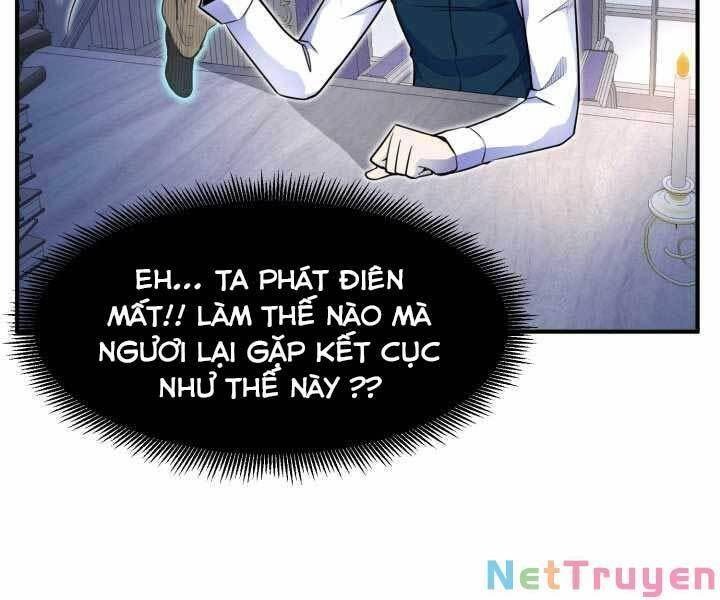 EH... TA PHÁT ĐIÊN
MẤT!! LÀM THẾ NÀO MÀ
NGƯƠI LẠI GẶP KẾT CỤC
NHƯ THẾ NÀY ??
NetTruyen